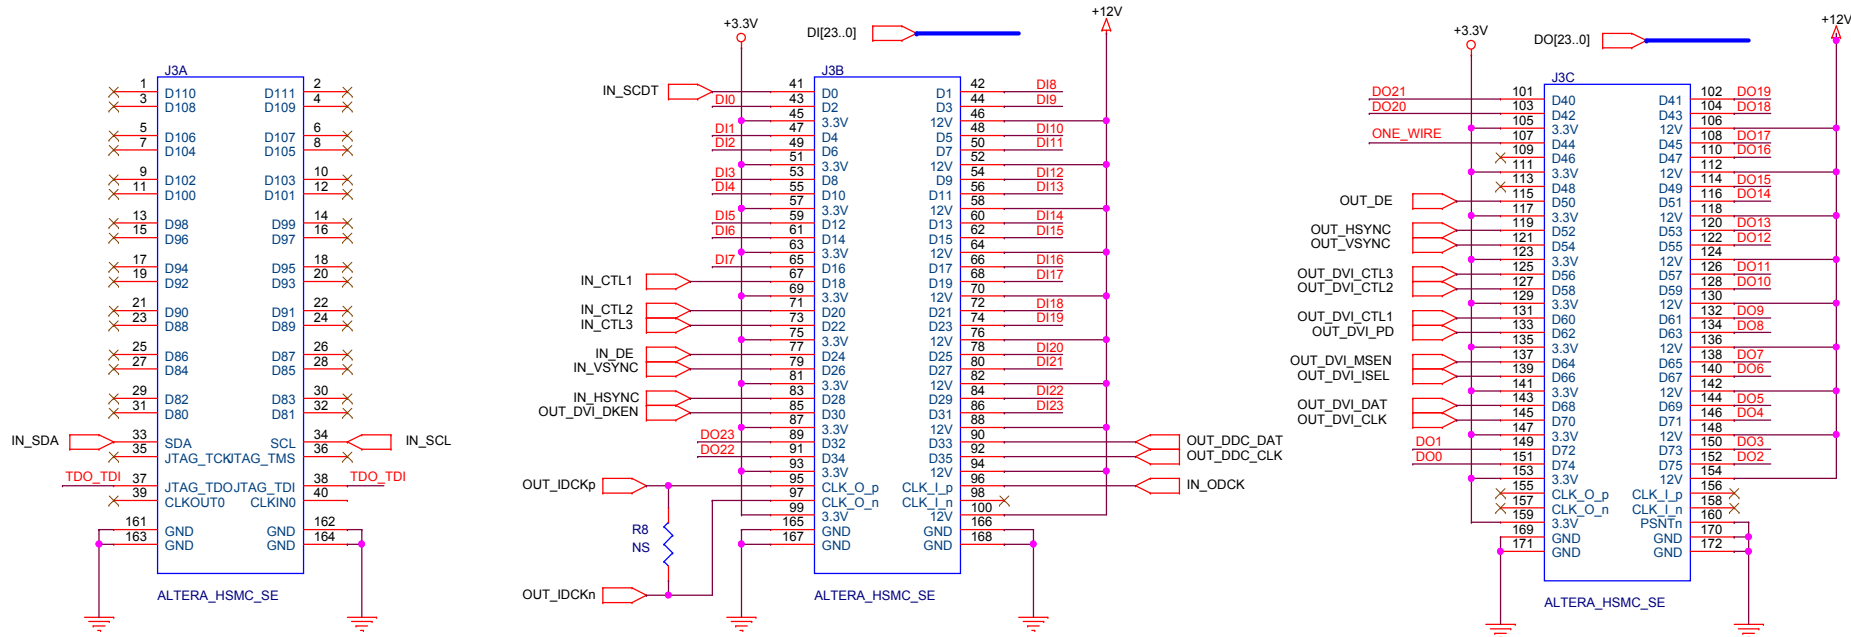 J3A
1 D110 D111 2
3 D108 D109 4
5 D106 D107 6
7 D104 D105 8
9 D102 D103 10
11 D100 D101 12
13 D98 D99 14
15 D96 D97 16
17 D94 D95 18
19 D92 D93 20
21 D90 D91 22
23 D88 D89 24
25 D86 D87 26
27 D84 D85 28
29 D82 D83 30
31 D80 D81 32
IN_SDA 33 SDA SCL 34 IN_SCL
35 JTAG_TCK JTAG_TMS 36
TDO_TDI 37 JTAG_TDO JTAG_TDI 38 TDO_TDI
39 CLKOUT0 CLKIN0 40
161 GND GND 162
163 GND GND 164
ALTERA_HSMC_SE
+3.3V DI[23..0] +12V
J3B
IN_SCDT 41 D0 D1 42 DI8
DI0 43 D2 D3 44 DI9
45 3.3V 12V 46
DI1 47 D4 D5 48 DI10
DI2 49 D6 D7 50 DI11
51 3.3V 12V 52
DI3 53 D8 D9 54 DI12
DI4 55 D10 D11 56 DI13
57 3.3V 12V 58
DI5 59 D12 D13 60 DI14
DI6 61 D14 D15 62 DI15
63 3.3V 12V 64
DI7 65 D16 D17 66 DI16
IN_CTL1 67 D18 D19 68 DI17
69 3.3V 12V 70
IN_CTL2 71 D20 D21 72 DI18
IN_CTL3 73 D22 D23 74 DI19
75 3.3V 12V 76
IN_DE 77 D24 D25 78 DI20
IN_VSYNC 79 D26 D27 80 DI21
81 3.3V 12V 82
IN_HSYNC 83 D28 D29 84 DI22
OUT_DVI_DKEN 85 D30 D31 86 DI23
87 3.3V 12V 88
DO23 89 D32 D33 90 OUT_DDC_DAT
DO22 91 D34 D35 92 OUT_DDC_CLK
93 3.3V 12V 94
OUT_IDCKp 95 CLK_O_p CLK_I_p 96 IN_ODCK
97 CLK_O_n CLK_I_n 98
99 3.3V 12V 100
165 GND GND 166
167 GND GND 168
R8
NS
OUT_IDCKn
ALTERA_HSMC_SE
+3.3V DO[23..0] +12V
J3C
DO21 101 D40 D41 102 DO19
DO20 103 D42 D43 104 DO18
105 3.3V 12V 106
ONE_WIRE 107 D44 D45 108 DO17
109 D46 D47 110 DO16
111 3.3V 12V 112
113 D48 D49 114 DO15
OUT_DE 115 D50 D51 116 DO14
117 3.3V 12V 118
OUT_HSYNC 119 D52 D53 120 DO13
OUT_VSYNC 121 D54 D55 122 DO12
123 3.3V 12V 124
OUT_DVI_CTL3 125 D56 D57 126 DO11
OUT_DVI_CTL2 127 D58 D59 128 DO10
129 3.3V 12V 130
OUT_DVI_CTL1 131 D60 D61 132 DO9
OUT_DVI_PD 133 D62 D63 134 DO8
135 3.3V 12V 136
OUT_DVI_MSEN 137 D64 D65 138 DO7
OUT_DVI_ISEL 139 D66 D67 140 DO6
141 3.3V 12V 142
OUT_DVI_DAT 143 D68 D69 144 DO5
OUT_DVI_CLK 145 D70 D71 146 DO4
147 3.3V 12V 148
DO1 149 D72 D73 150 DO3
DO0 151 D74 D75 152 DO2
153 3.3V 12V 154
155 CLK_O_p CLK_I_p 156
157 CLK_O_n CLK_I_n 158
159 3.3V PSNTn 160
169 GND GND 170
171 GND GND 172
ALTERA_HSMC_SE